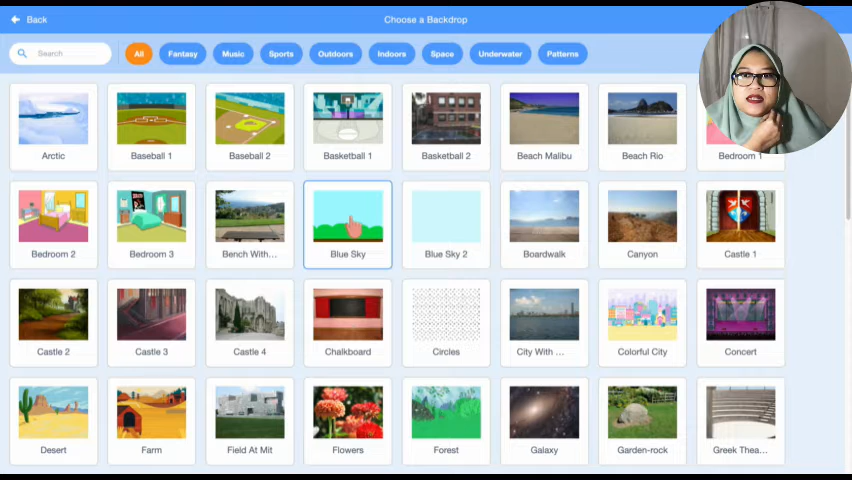 Back
Choose a Backdrop
Search
All
Fantasy
Music
Sports
Outdoors
Indoors
Space
Underwater
Patterns
Arctic
Baseball 1
Baseball 2
Basketball 1
Basketball 2
Beach Malibu
Beach Rio
Bedroom 1
Bedroom 2
Bedroom 3
Bench With...
Blue Sky
Blue Sky 2
Boardwalk
Canyon
Castle 1
Castle 2
Castle 3
Castle 4
Chalkboard
Circles
City With ...
Colorful City
Concert
Desert
Farm
Field At Mit
Flowers
Forest
Galaxy
Garden-rock
Greek Thea...